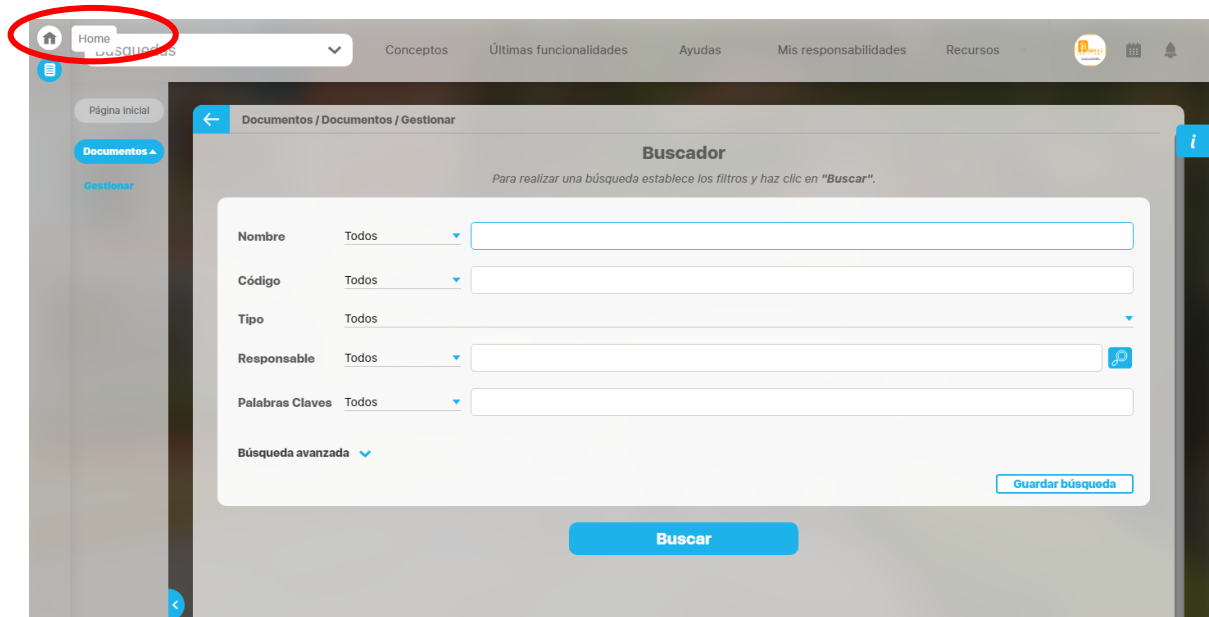 Home
Búsquedas
Conceptos
Últimas funcionalidades
Ayudas
Mis responsabilidades
Recursos
Página inicial
Documentos
Gestionar
Documentos / Documentos / Gestionar
i
Buscador
Para realizar una búsqueda establece los filtros y haz clic en "Buscar".
Nombre Todos
Código Todos
Tipo Todos
Responsable Todos
Palabras Claves Todos
Búsqueda avanzada
Guardar búsqueda
Buscar